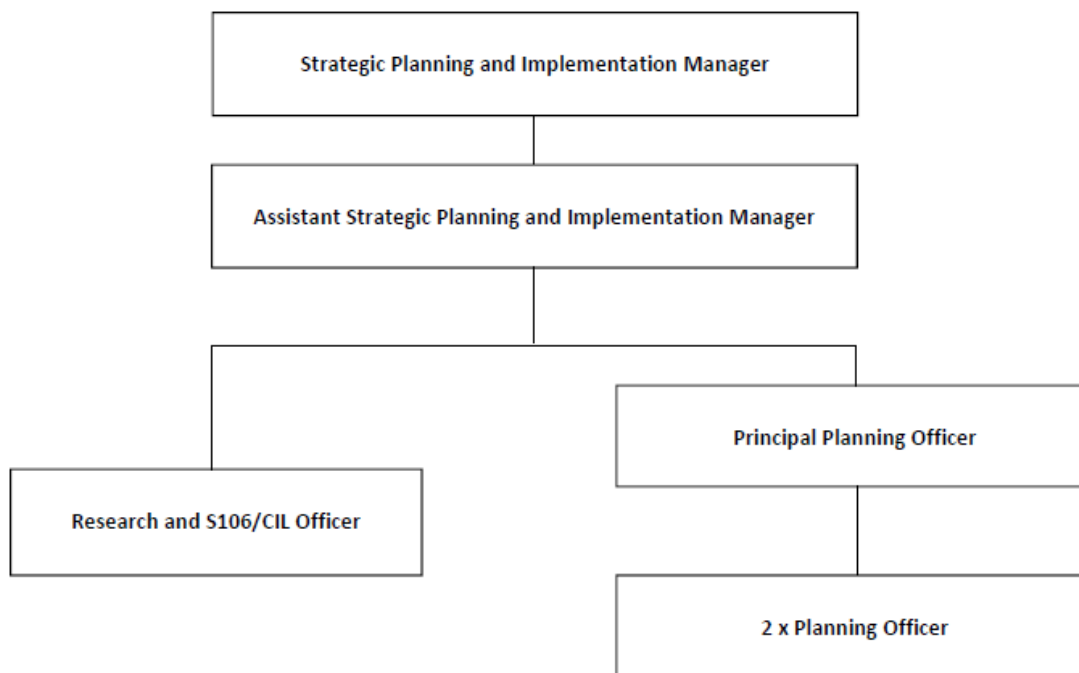 Strategic Planning and Implementation Manager
Assistant Strategic Planning and Implementation Manager
Principal Planning Officer
Research and S106/CIL Officer
2 x Planning Officer